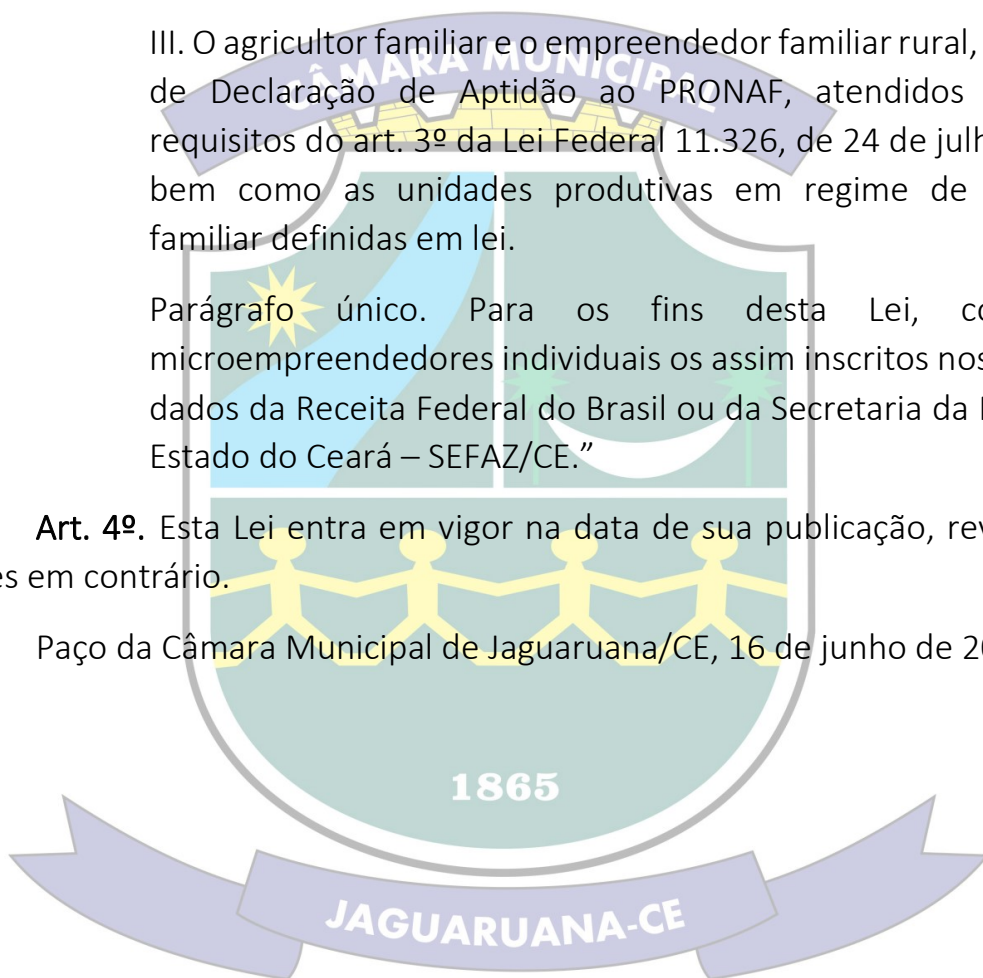 III. O agricultor familiar e o empreendedor familiar rural,
CÂMARA MUNICIPAL
de Declaração de Aptidão ao PRONAF, atendidos
requisitos do art. 3º da Lei Federal 11.326, de 24 de julh
bem como as unidades produtivas em regime de
familiar definidas em lei.
Parágrafo único. Para os fins desta Lei, co
microempreendedores individuais os assim inscritos nos
dados da Receita Federal do Brasil ou da Secretaria da
Estado do Ceará – SEFAZ/CE.”
Art. 4º. Esta Lei entra em vigor na data de sua publicação, rev
es em contrário.
Paço da Câmara Municipal de Jaguaruana/CE, 16 de junho de 20
1865
JAGUARUANA-CE